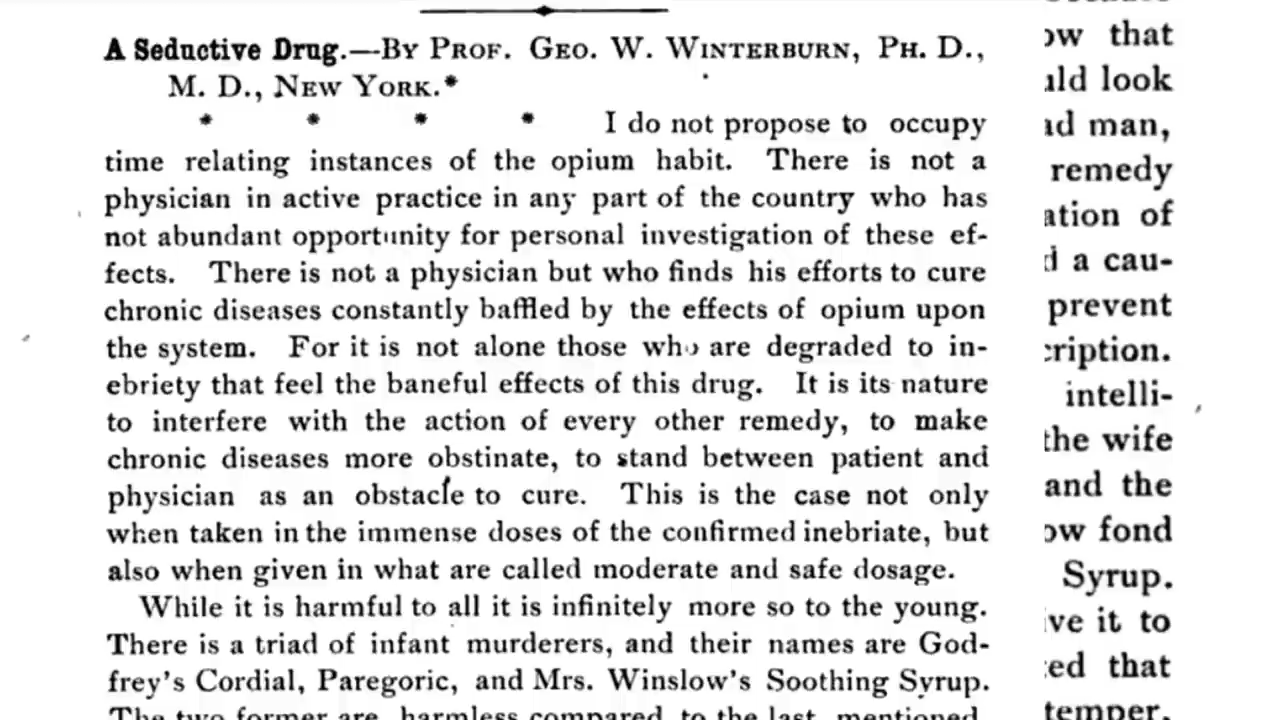 A Seductive Drug.—By Prof. Geo. W. Winterburn, Ph. D.,
M. D., New York.*
* * * * I do not propose to occupy
time relating instances of the opium habit. There is not a
physician in active practice in any part of the country who has
not abundant opportunity for personal investigation of these ef-
fects. There is not a physician but who finds his efforts to cure
chronic diseases constantly baffled by the effects of opium upon
the system. For it is not alone those who are degraded to in-
ebriety that feel the baneful effects of this drug. It is its nature
to interfere with the action of every other remedy, to make
chronic diseases more obstinate, to stand between patient and
physician as an obstacle to cure. This is the case not only
when taken in the immense doses of the confirmed inebriate, but
also when given in what are called moderate and safe dosage.
While it is harmful to all it is infinitely more so to the young.
There is a triad of infant murderers, and their names are God-
frey's Cordial, Paregoric, and Mrs. Winslow's Soothing Syrup.
The two former are harmless compared to the last mentioned
that
look
man,
remedy
of
a cau-
prevent
intelli-
the wife
and the
fond
Syrup.
it to
that
temper,